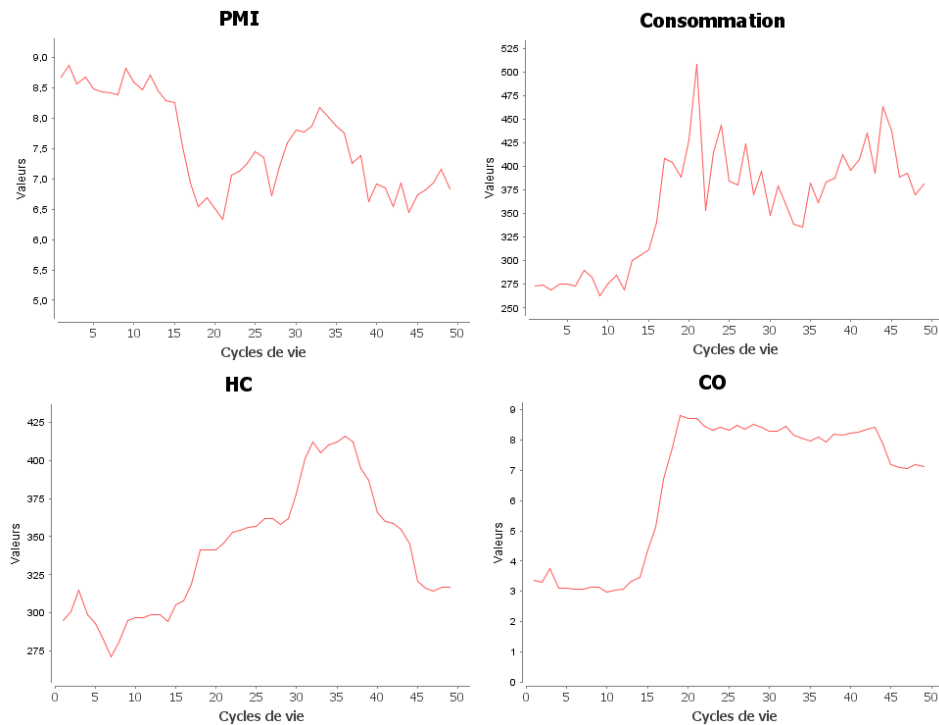 PMI
9,0
8,5
8,0
7,5
7,0
6,5
6,0
5,5
5,0
Valeurs
5 10 15 20 25 30 35 40 45 50
Cycles de vie
Consommation
525
500
475
450
425
400
375
350
325
300
275
250
Valeurs
5 10 15 20 25 30 35 40 45 50
Cycles de vie
HC
425
400
375
350
325
300
275
Valeurs
0 5 10 15 20 25 30 35 40 45 50
Cycles de vie
CO
9
8
7
6
5
4
3
2
1
0
Valeurs
0 5 10 15 20 25 30 35 40 45 50
Cycles de vie